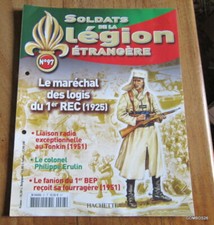 SOLDATS
DE LA
Légion
ÉTRANGÈRE
N°97
Le maréchal
des logis
du 1er REC (1925)
• Liaison radio
exceptionnelle
au Tonkin (1951)
• Le colonel
Philippe Erulin
• Le fanion du 1er BEP
reçoit sa fourragère (1951)
HACHETTE